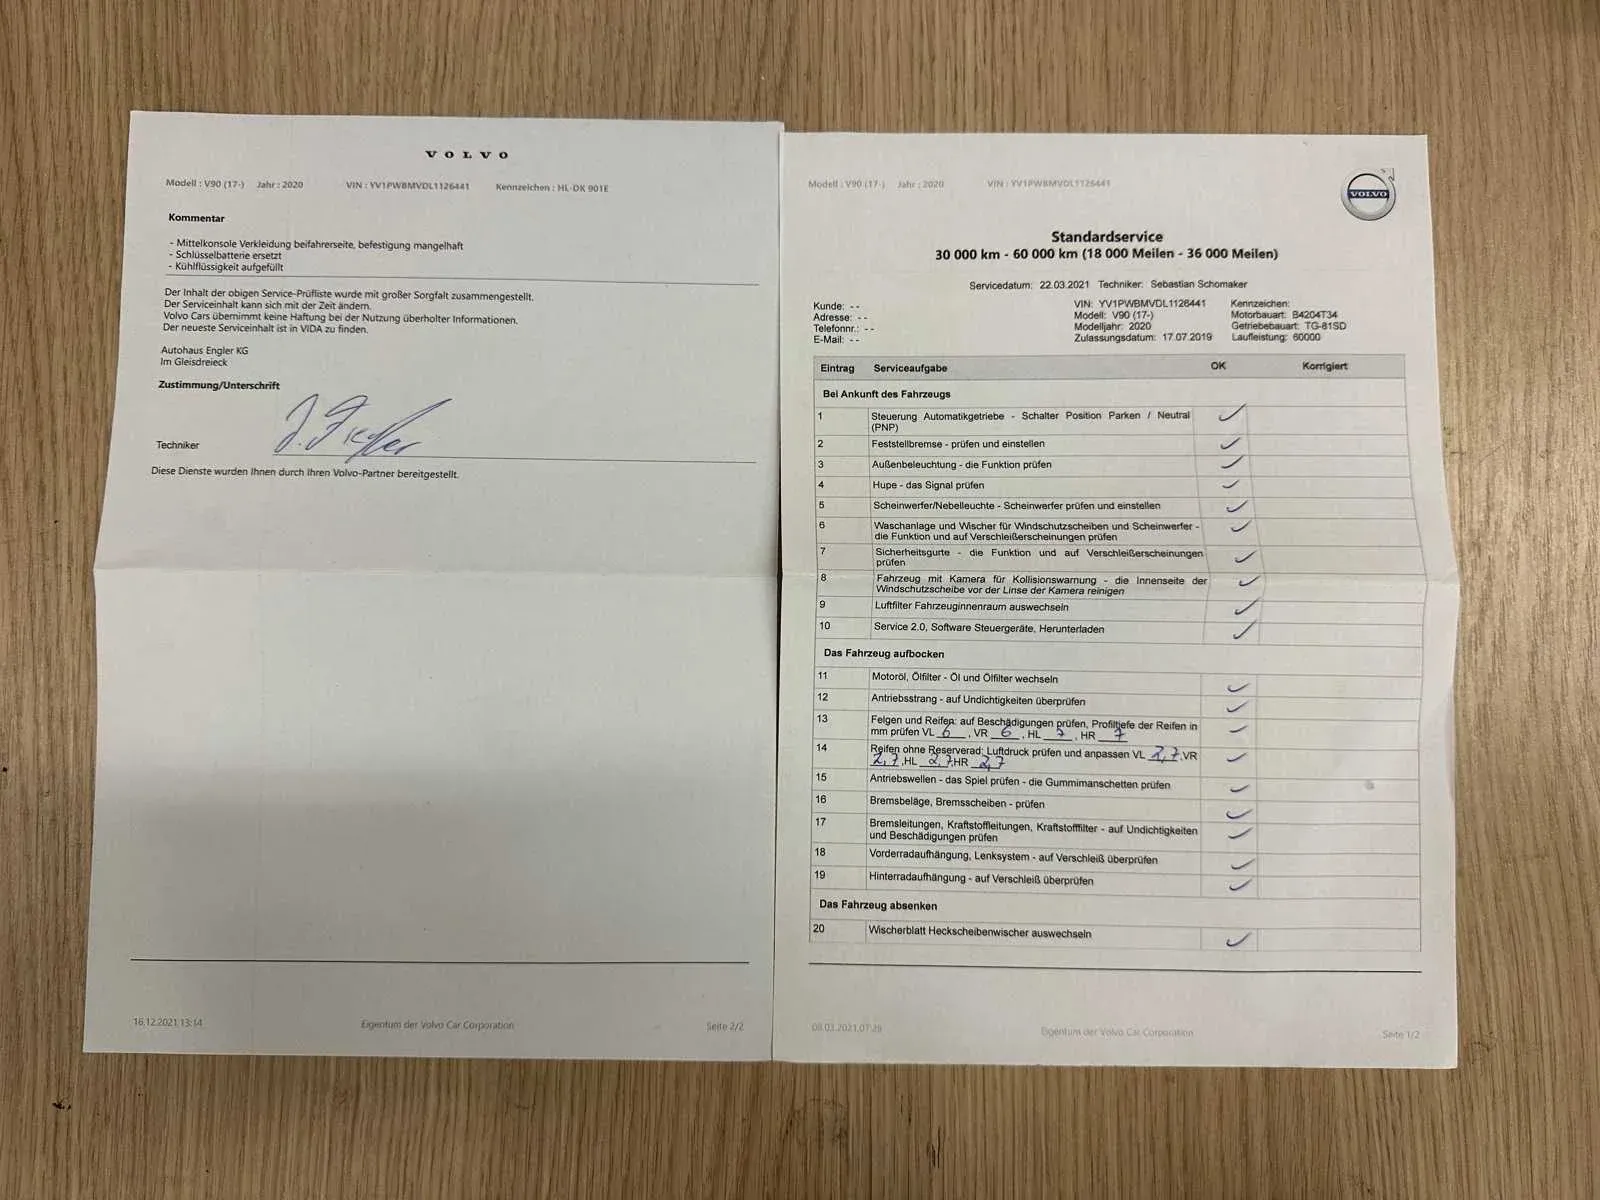 VOLVO
Modell : V90 (17-) Jahr : 2020 VIN : YV1PWBMVDL1126441 Kennzeichen : HL-DK 901E
Kommentar
- Mittelkonsole Verkleidung beifahrerseite, befestigung mangelhaft
- Schlüsselbatterie ersetzt
- Kühlflüssigkeit aufgefüllt
Der Inhalt der obigen Service-Prüfliste wurde mit großer Sorgfalt zusammengestellt.
Der Serviceinhalt kann sich mit der Zeit ändern.
Volvo Cars übernimmt keine Haftung bei der Nutzung überholter Informationen.
Der neueste Serviceinhalt ist in VIDA zu finden.
Autohaus Engler KG
Im Gleisdreieck
Zustimmung/Unterschrift
Techniker
Diese Dienste wurden Ihnen durch Ihren Volvo-Partner bereitgestellt.
16.12.2021 13:14 Eigentum der Volvo Car Corporation Seite 2/2
Modell : V90 (17-) Jahr : 2020 VIN : YV1PWBMVDL1126441
VOLVO
Standardservice
30 000 km - 60 000 km (18 000 Meilen - 36 000 Meilen)
Servicedatum: 22.03.2021 Techniker: Sebastian Schomaker
Kunde: - - VIN: YV1PWBMVDL1126441 Kennzeichen:
Adresse: - - Modell: V90 (17-) Motorbauart: B4204T34
Telefonnr.: - - Modelljahr: 2020 Getriebebauart: TG-81SD
E-Mail: - - Zulassungsdatum: 17.07.2019 Laufleistung: 60000
Eintrag Serviceaufgabe OK Korrigiert
Bei Ankunft des Fahrzeugs
1 Steuerung Automatikgetriebe - Schalter Position Parken / Neutral
(PNP)
2 Feststellbremse - prüfen und einstellen
3 Außenbeleuchtung - die Funktion prüfen
4 Hupe - das Signal prüfen
5 Scheinwerfer/Nebelleuchte - Scheinwerfer prüfen und einstellen
6 Waschanlage und Wischer für Windschutzscheiben und Scheinwerfer -
die Funktion und auf Verschleißerscheinungen prüfen
7 Sicherheitsgurte - die Funktion und auf Verschleißerscheinungen
prüfen
8 Fahrzeug mit Kamera für Kollisionswarnung - die Innenseite der
Windschutzscheibe vor der Linse der Kamera reinigen
9 Luftfilter Fahrzeuginnenraum auswechseln
10 Service 2.0, Software Steuergeräte, Herunterladen
Das Fahrzeug aufbocken
11 Motoröl, Ölfilter - Öl und Ölfilter wechseln
12 Antriebsstrang - auf Undichtigkeiten überprüfen
13 Felgen und Reifen: auf Beschädigungen prüfen, Profiltiefe der Reifen in
mm prüfen VL 6 , VR 6 , HL 7 , HR 7
14 Reifen ohne Reserverad: Luftdruck prüfen und anpassen VL 2,7,VR
2,7,HL 2,7,HR 2,7
15 Antriebswellen - das Spiel prüfen - die Gummimanschetten prüfen
16 Bremsbeläge, Bremsscheiben - prüfen
17 Bremsleitungen, Kraftstoffleitungen, Kraftstofffilter - auf Undichtigkeiten
und Beschädigungen prüfen
18 Vorderradaufhängung, Lenksystem - auf Verschleiß überprüfen
19 Hinterradaufhängung - auf Verschleiß überprüfen
Das Fahrzeug absenken
20 Wischerblatt Heckscheibenwischer auswechseln
08.03.2021,07:28 Eigentum der Volvo Car Corporation Seite 1/2